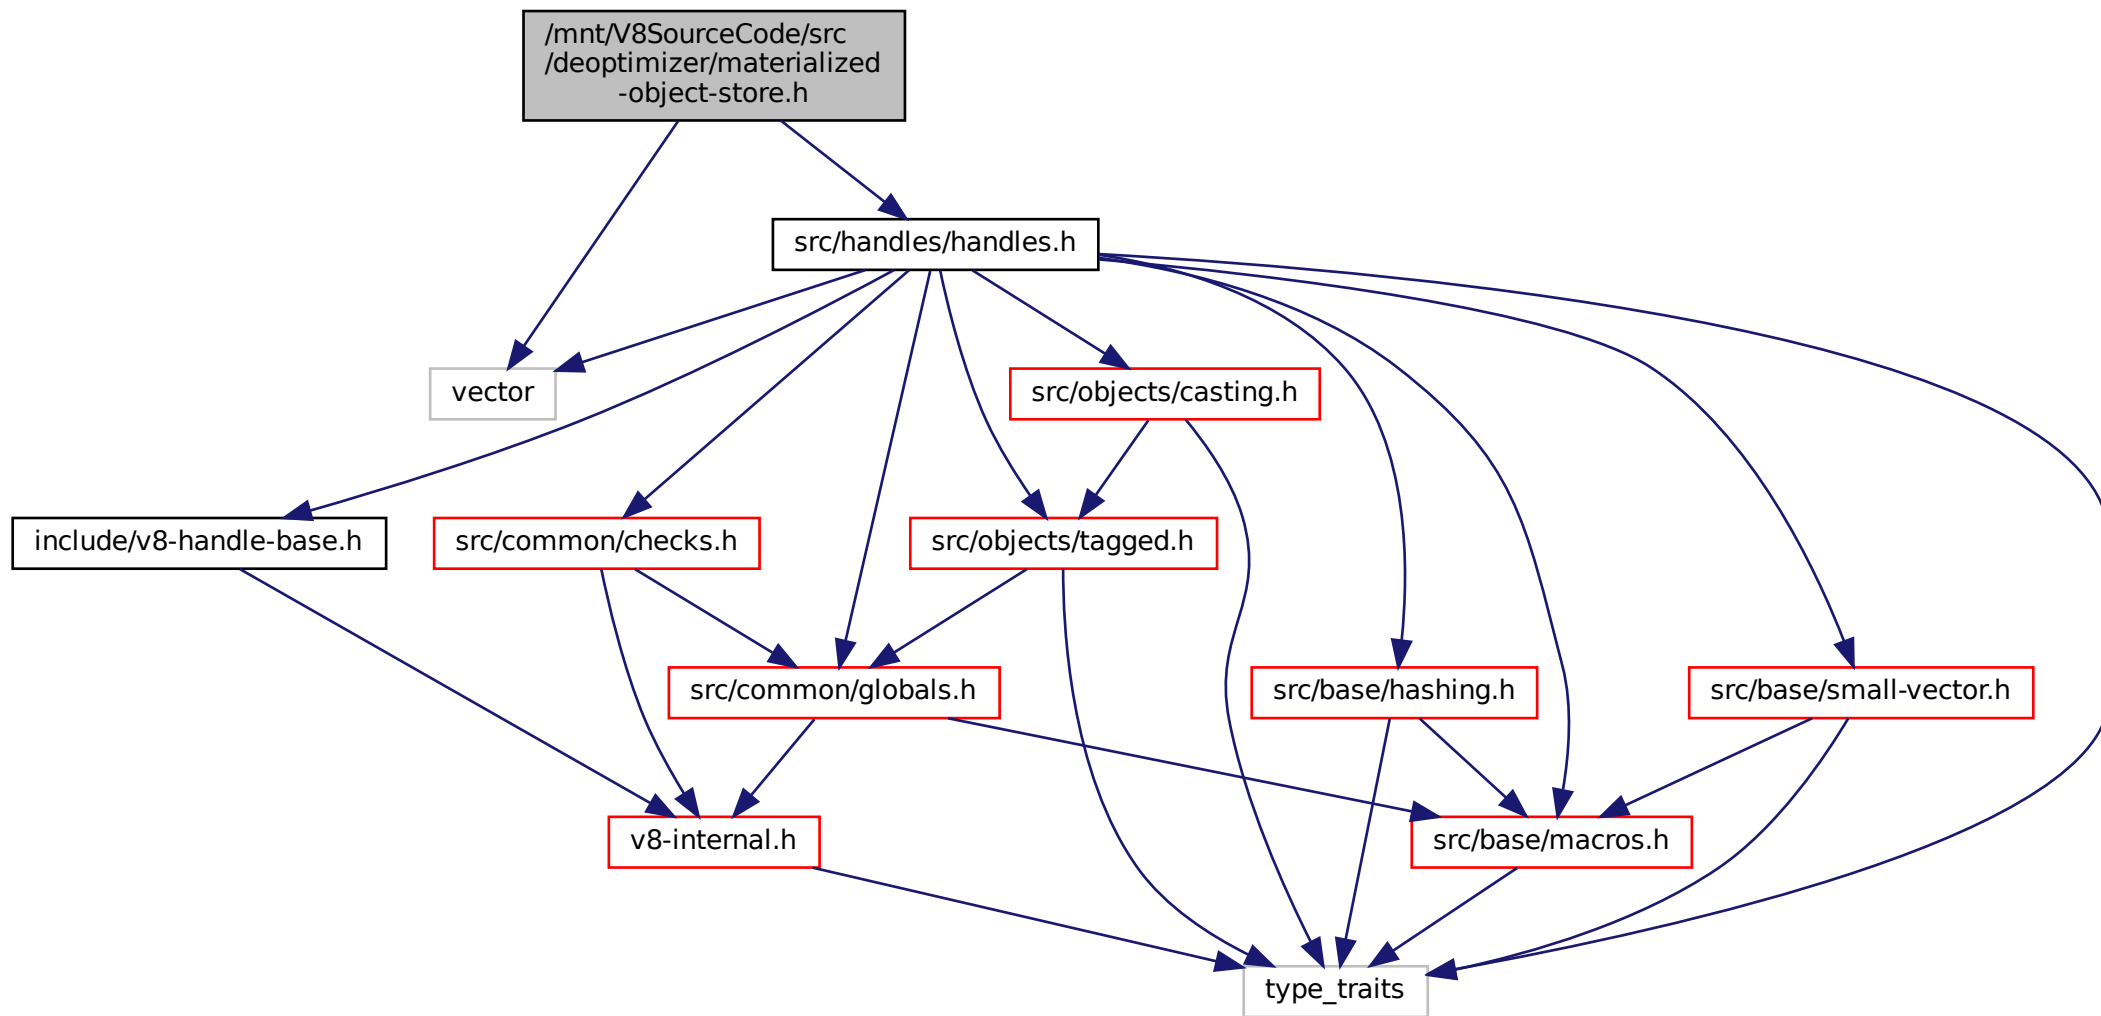 /mnt/V8SourceCode/src
/deoptimizer/materialized
-object-store.h
src/handles/handles.h
vector
src/objects/casting.h
include/v8-handle-base.h
src/common/checks.h
src/objects/tagged.h
src/common/globals.h
src/base/hashing.h
src/base/small-vector.h
v8-internal.h
src/base/macros.h
type_traits